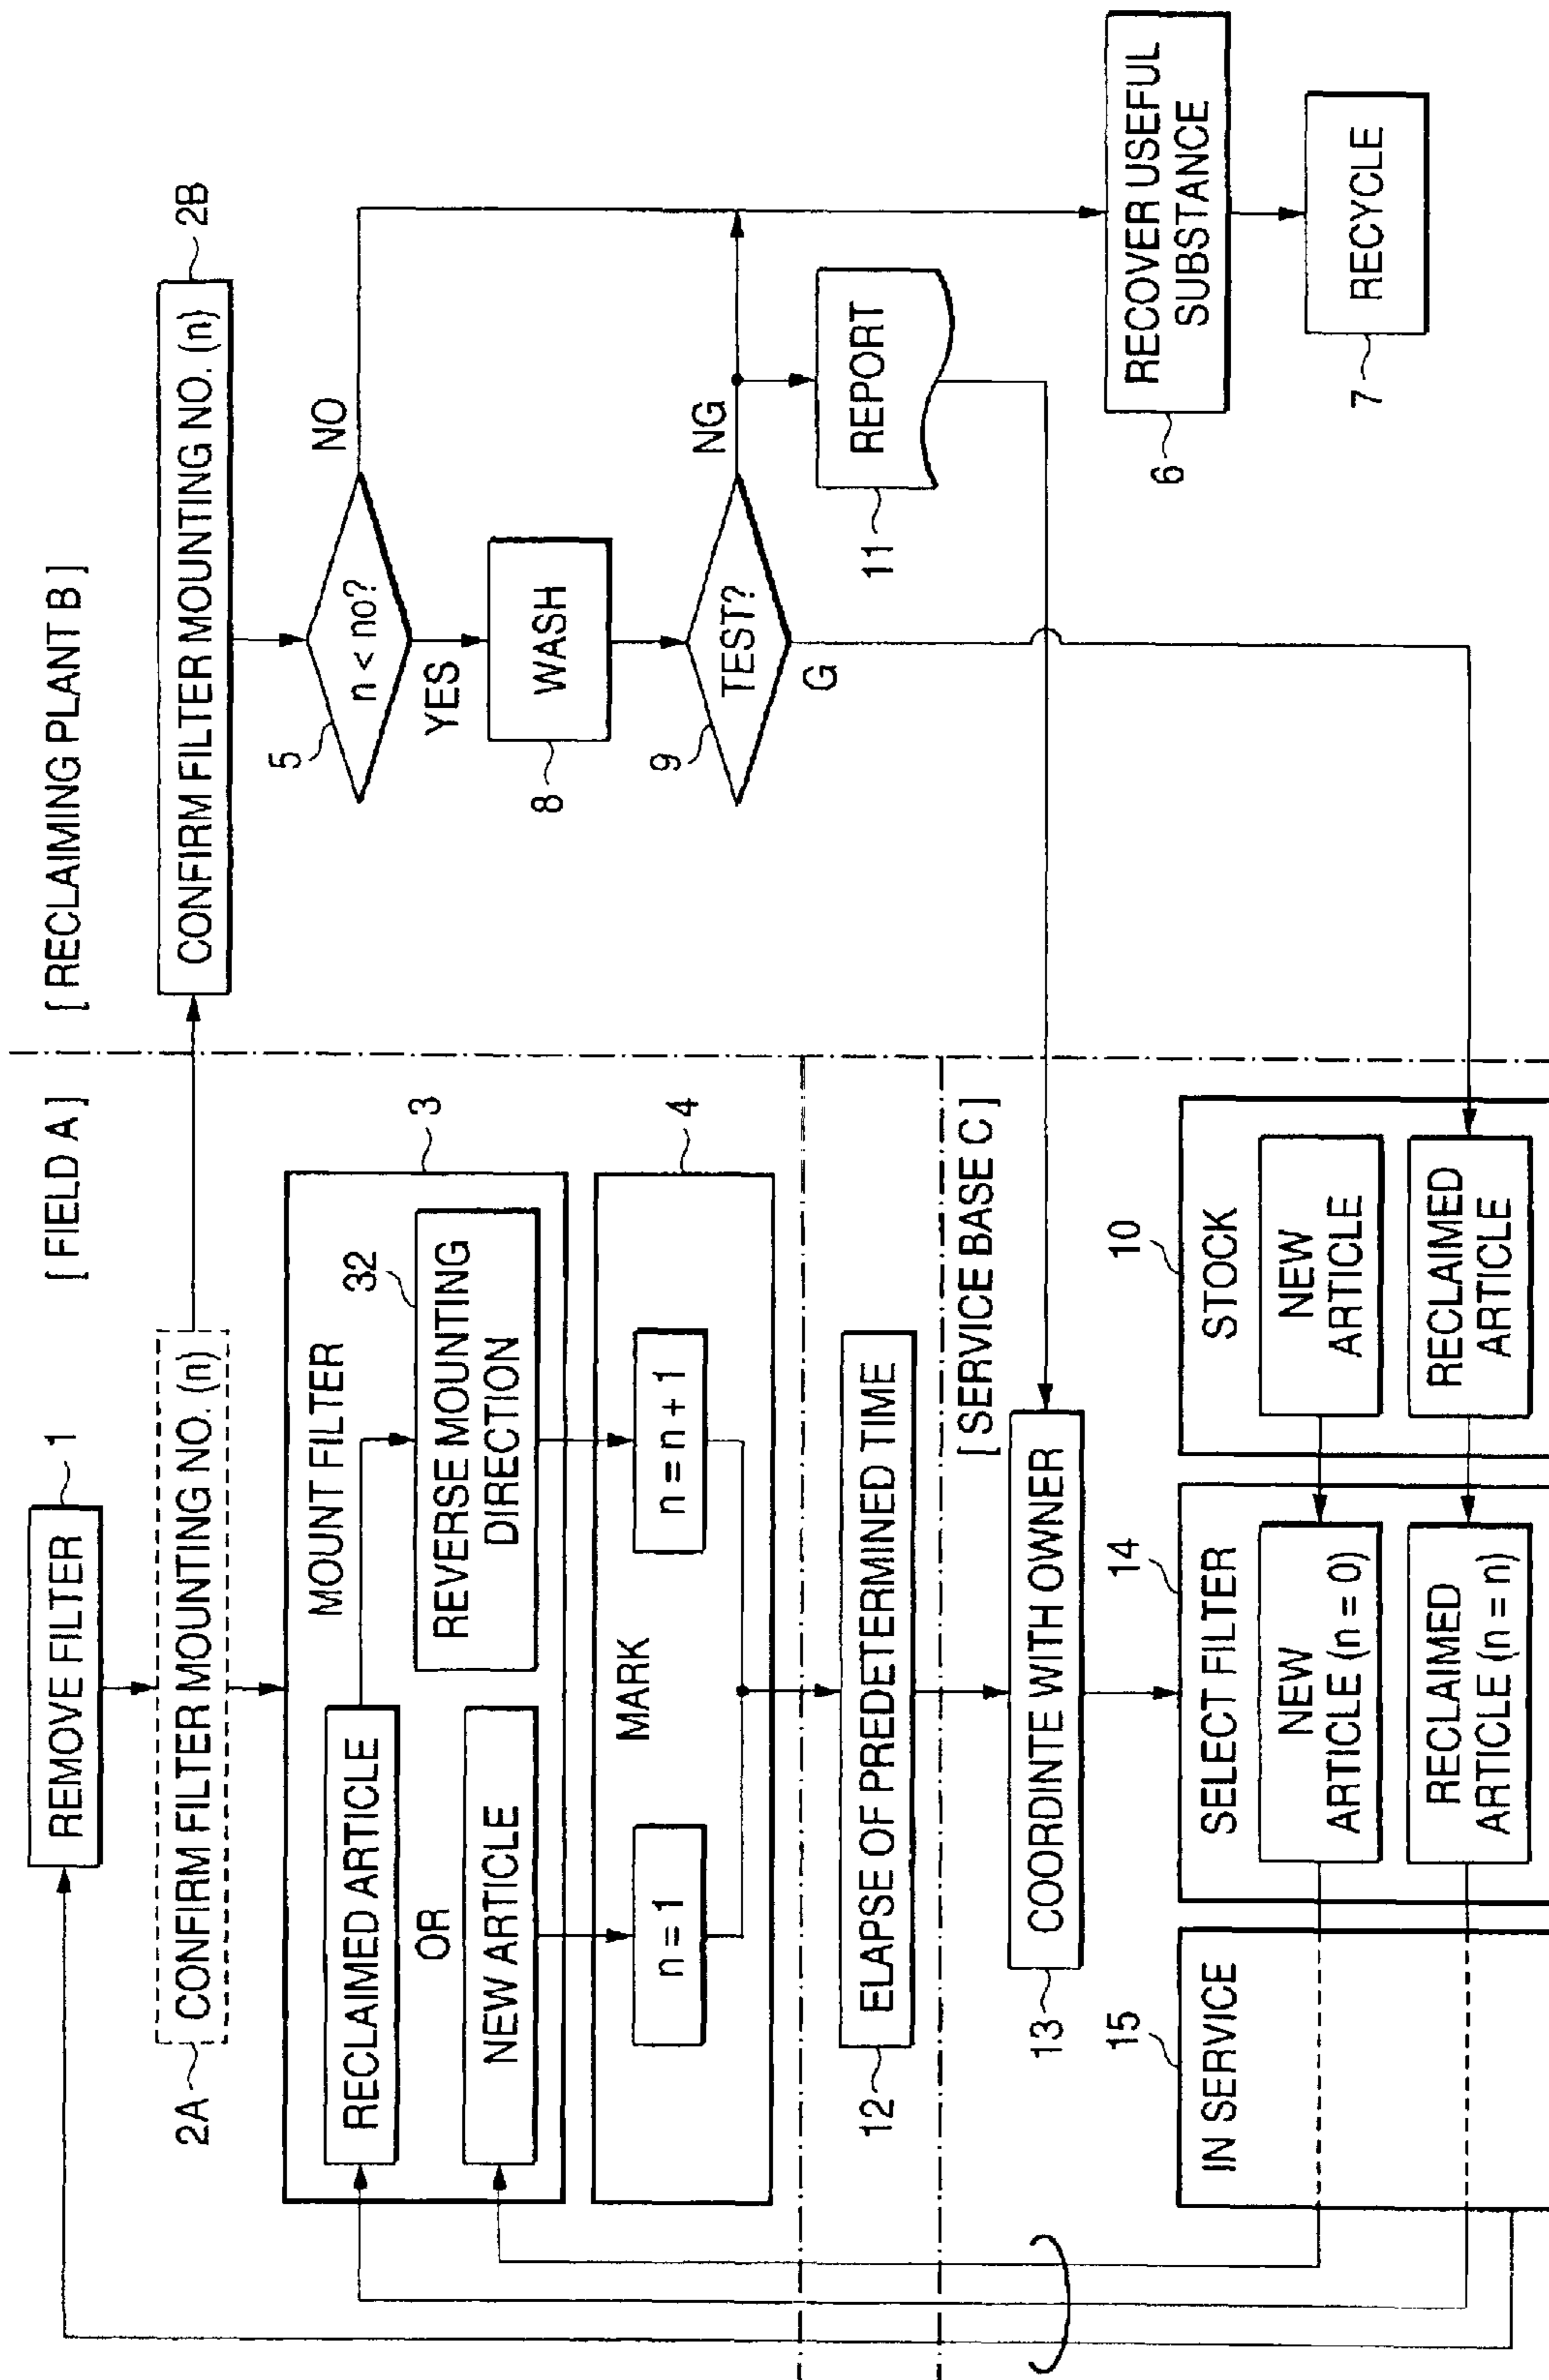 [ FIELD A ]
[ RECLAIMING PLANT B ]
REMOVE FILTER
1
2A
CONFIRM FILTER MOUNTING NO. (n)
CONFIRM FILTER MOUNTING NO. (n)
2B
MOUNT FILTER
3
RECLAIMED ARTICLE
OR
NEW ARTICLE
32
REVERSE MOUNTING
DIRECTION
MARK
4
n = 1
n = n + 1
5
n < no?
NO
YES
8
WASH
9
TEST?
NG
G
REPORT
11
RECOVER USEFUL
SUBSTANCE
6
RECYCLE
7
12
ELAPSE OF PREDETERMINED TIME
[ SERVICE BASE C ]
13
COORDINTE WITH OWNER
15
IN SERVICE
14
SELECT FILTER
NEW
ARTICLE (n = 0)
RECLAIMED
ARTICLE (n = n)
10
STOCK
NEW
ARTICLE
RECLAIMED
ARTICLE